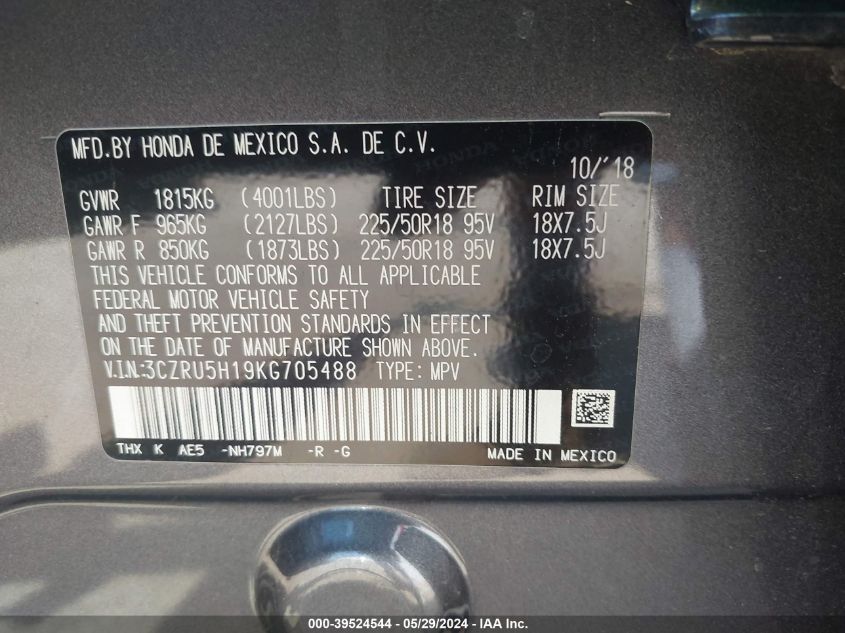 MFD.BY HONDA DE MEXICO S.A. DE C.V.
10/'18
GVWR 1815KG (4001LBS) TIRE SIZE RIM SIZE
GAWR F 965KG (2127LBS) 225/50R18 95V 18X7.5J
GAWR R 850KG (1873LBS) 225/50R18 95V 18X7.5J
THIS VEHICLE CONFORMS TO ALL APPLICABLE
FEDERAL MOTOR VEHICLE SAFETY
AND THEFT PREVENTION STANDARDS IN EFFECT
ON THE DATE OF MANUFACTURE SHOWN ABOVE.
V.I.N.:3CZRU5H19KG705488 TYPE: MPV
THX K AE5 -NH797M -R -G MADE IN MEXICO
000-39524544 - 05/29/2024 - IAA Inc.